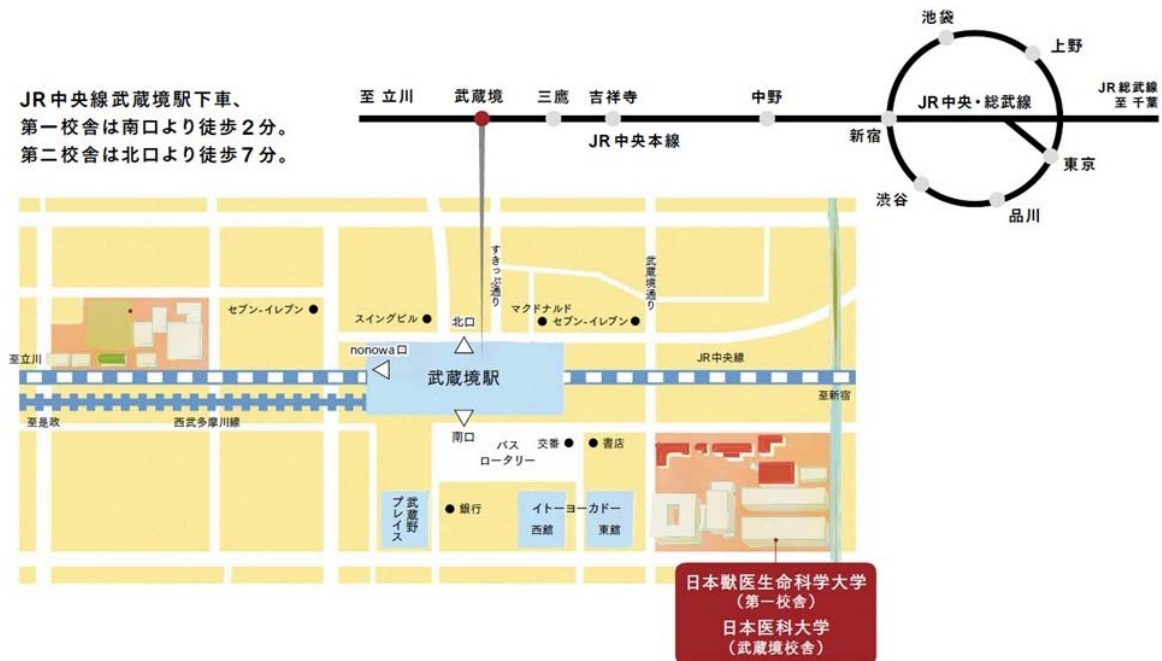 池袋
上野
JR中央線武蔵境駅下車、
第一校舎は南口より徒歩2分。
第二校舎は北口より徒歩7分。
至 立川
武蔵境
三鷹
吉祥寺
中野
JR中央本線
新宿
JR中央・総武線
JR総武線
至 千葉
東京
渋谷
品川
すきっぷ通り
武蔵境通り
セブン-イレブン
スイングビル
北口
マクドナルド
セブン-イレブン
至立川
nonowa口
武蔵境駅
JR中央線
至新宿
至是政
西武多摩川線
南口
バス
ロータリー
交番
書店
武蔵野
プレイス
銀行
イトーヨーカドー
西館
東館
日本獣医生命科学大学
(第一校舎)
日本医科大学
(武蔵境校舎)